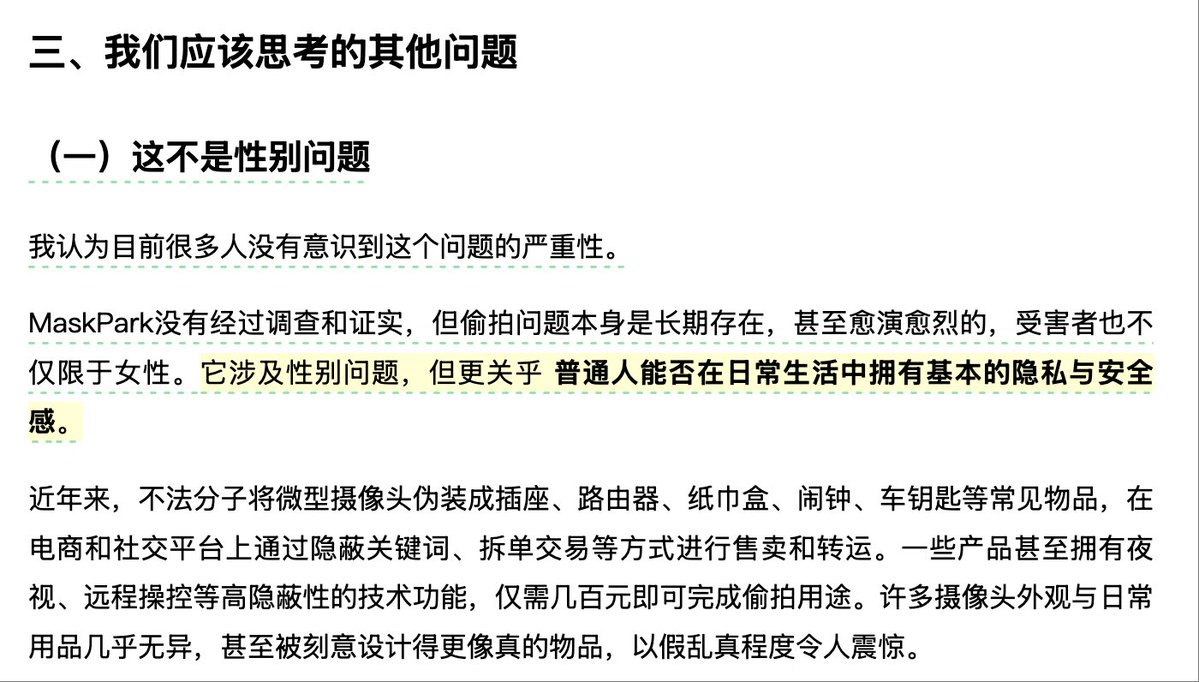 三、我们应该思考的其他问题
（一）这不是性别问题
我认为目前很多人没有意识到这个问题的严重性。
MaskPark没有经过调查和证实，但偷拍问题本身是长期存在，甚至愈演愈烈的，受害者也不
仅限于女性。它涉及性别问题，但更关乎 普通人能否在日常生活中拥有基本的隐私与安全
感。
近年来，不法分子将微型摄像头伪装成插座、路由器、纸巾盒、闹钟、车钥匙等常见物品，在
电商和社交平台上通过隐蔽关键词、拆单交易等方式进行售卖和转运。一些产品甚至拥有夜
视、远程操控等高隐蔽性的技术功能，仅需几百元即可完成偷拍用途。许多摄像头外观与日常
用品几乎无异，甚至被刻意设计得更像真的物品，以假乱真程度令人震惊。